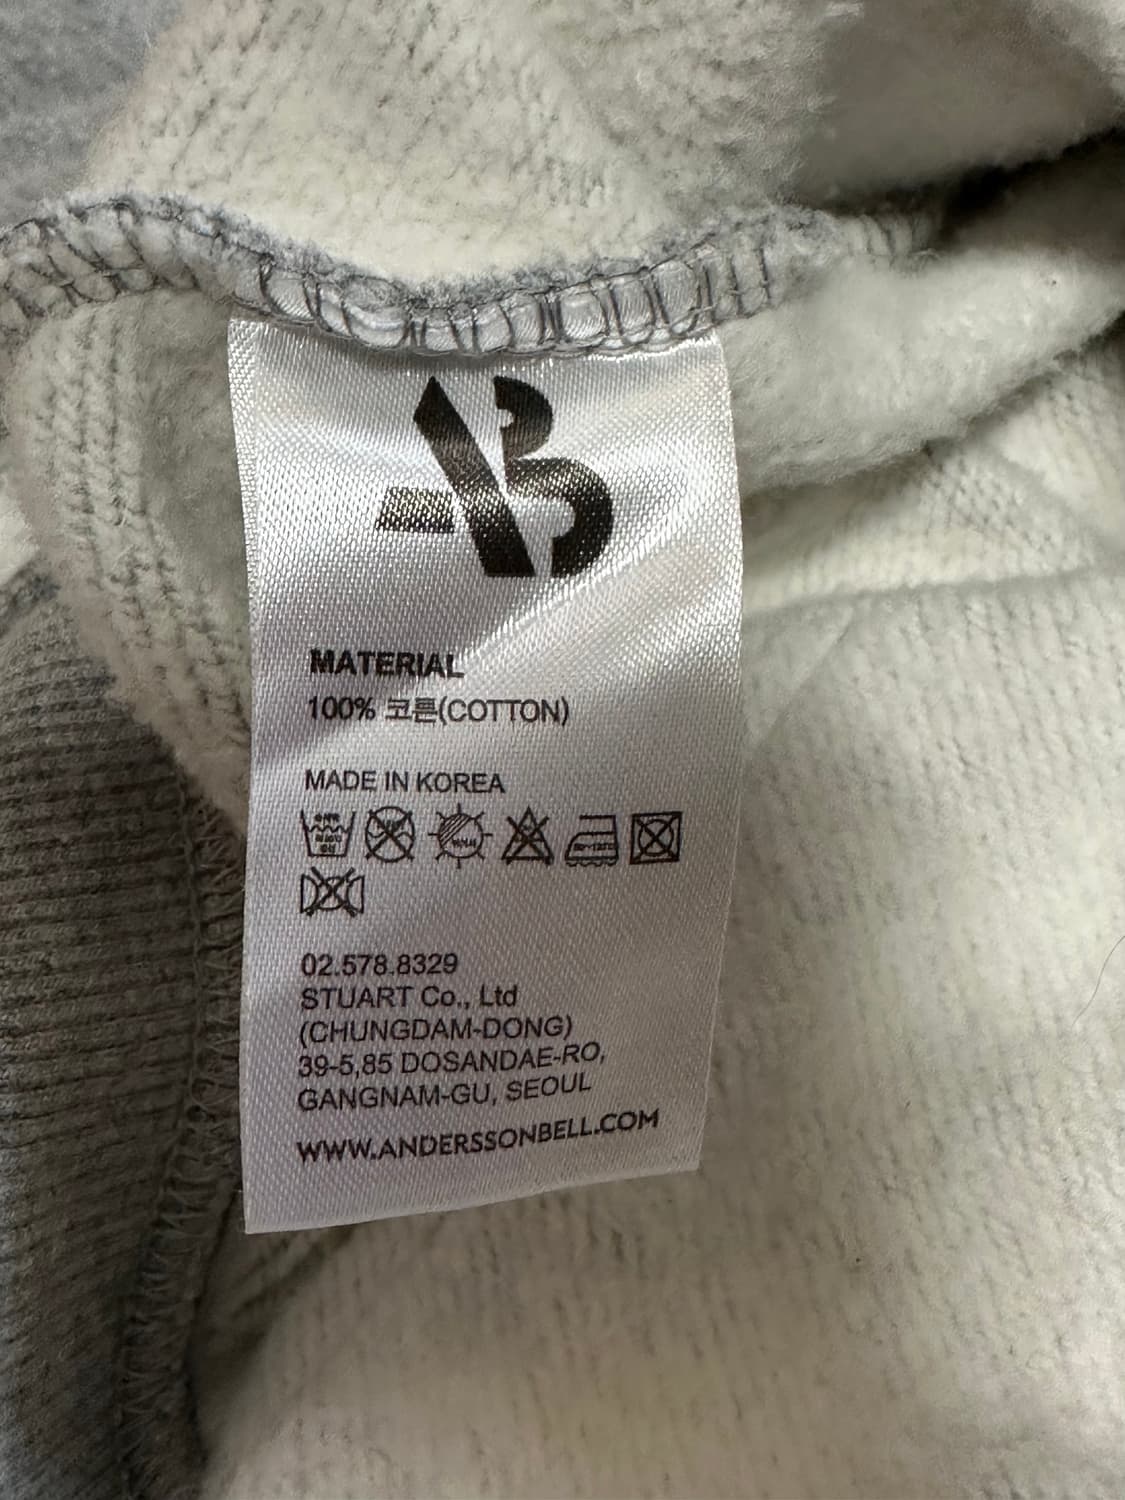 MATERIAL
100% 코튼(COTTON)
MADE IN KOREA
02.578.8329
STUART Co., Ltd
(CHUNGDAM-DONG)
39-5,85 DOSANDAE-RO,
GANGNAM-GU, SEOUL
WWW.ANDERSSONBELL.COM